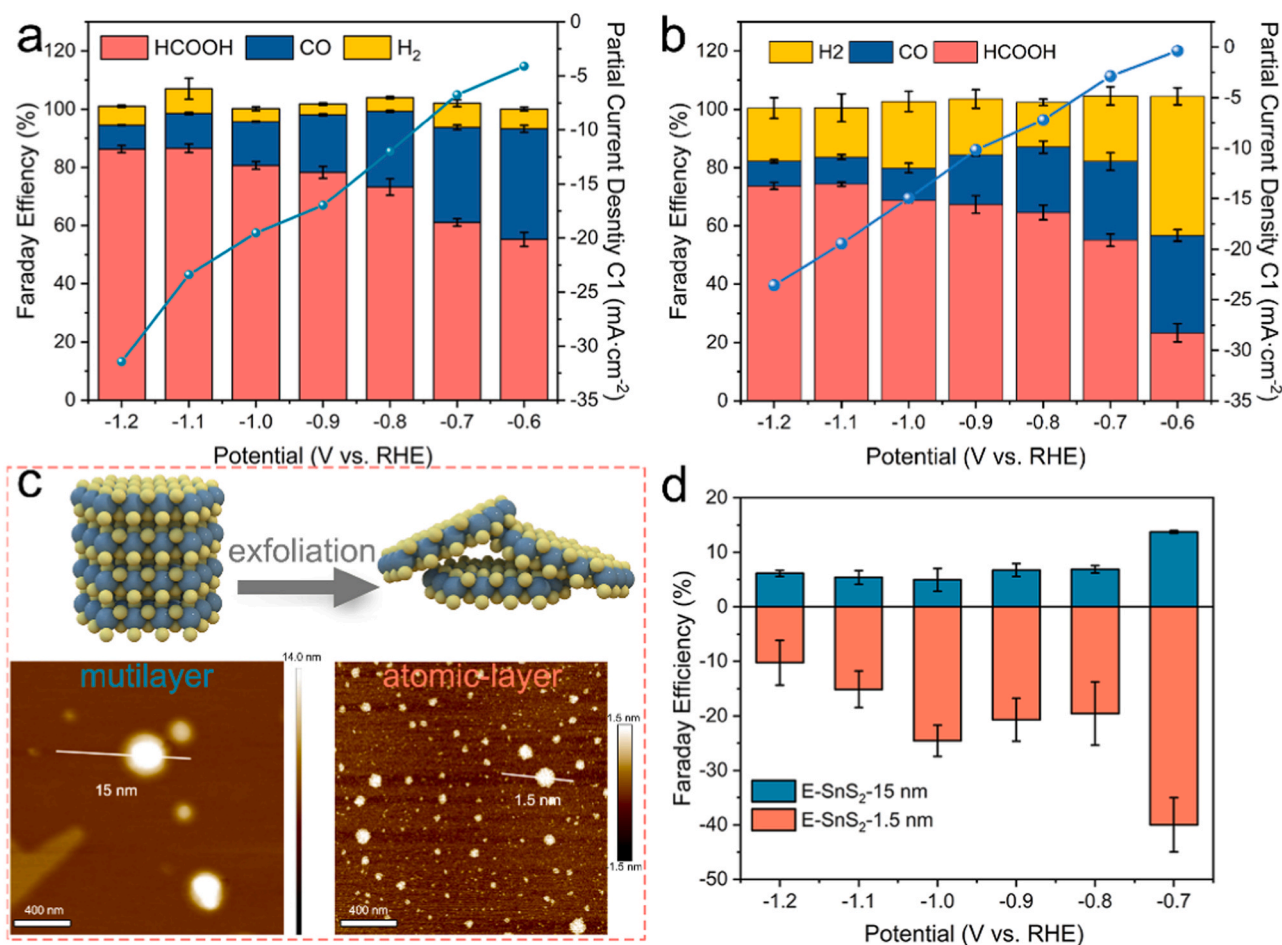 a
HCOOH CO H2
120
100
80
60
40
20
0
Faraday Effiency (%)
0
-5
-10
-15
-20
-25
-30
-35
Partial Current Desntiy C1 (mA·cm⁻²)
-1.2 -1.1 -1.0 -0.9 -0.8 -0.7 -0.6
Potential (V vs. RHE)
b
H2 CO HCOOH
120
100
80
60
40
20
0
Faraday Effiency (%)
0
-5
-10
-15
-20
-25
-30
-35
Partial Current Density C1 (mA·cm⁻²)
-1.2 -1.1 -1.0 -0.9 -0.8 -0.7 -0.6
Potential (V vs. RHE)
c
exfoliation
mutilayer
14.0 nm
15 nm
400 nm
atomic-layer
1.5 nm
1.5 nm
-1.5 nm
400 nm
d
20
10
0
-10
-20
-30
-40
-50
Faraday Efficiency (%)
E-SnS2-15 nm
E-SnS2-1.5 nm
-1.2 -1.1 -1.0 -0.9 -0.8 -0.7
Potential (V vs. RHE)